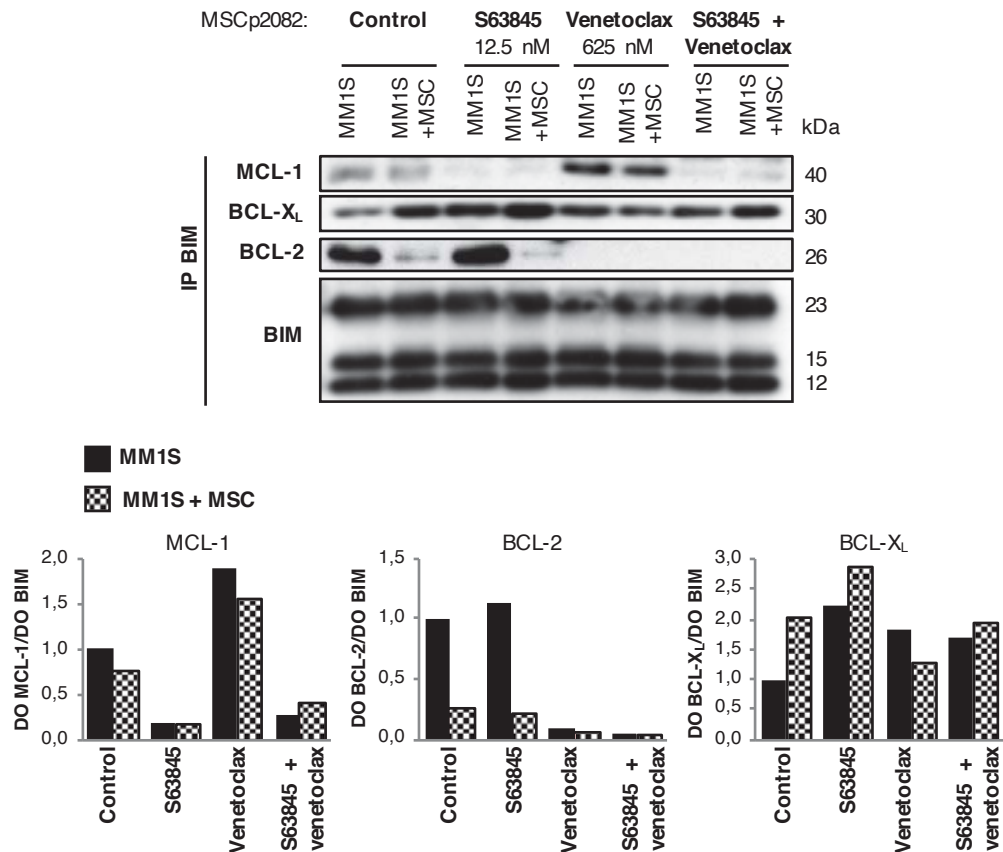 MSCp2082: Control S63845 Venetoclax S63845 +
12.5 nM 625 nM Venetoclax
MM1S MM1S +MSC MM1S MM1S +MSC MM1S MM1S +MSC MM1S MM1S +MSC kDa
IP BIM
MCL-1 40
BCL-XL 30
BCL-2 26
BIM 23
15
12
MM1S
MM1S + MSC
MCL-1
DO MCL-1/DO BIM
2,0
1,5
1,0
0,5
0,0
Control
S63845
Venetoclax
S63845 +
venetoclax
BCL-2
DO BCL-2/DO BIM
1,5
1,0
0,5
0,0
Control
S63845
Venetoclax
S63845 +
venetoclax
BCL-XL
DO BCL-XL/DO BIM
3,0
2,5
2,0
1,5
1,0
0,5
0,0
Control
S63845
Venetoclax
S63845 +
venetoclax